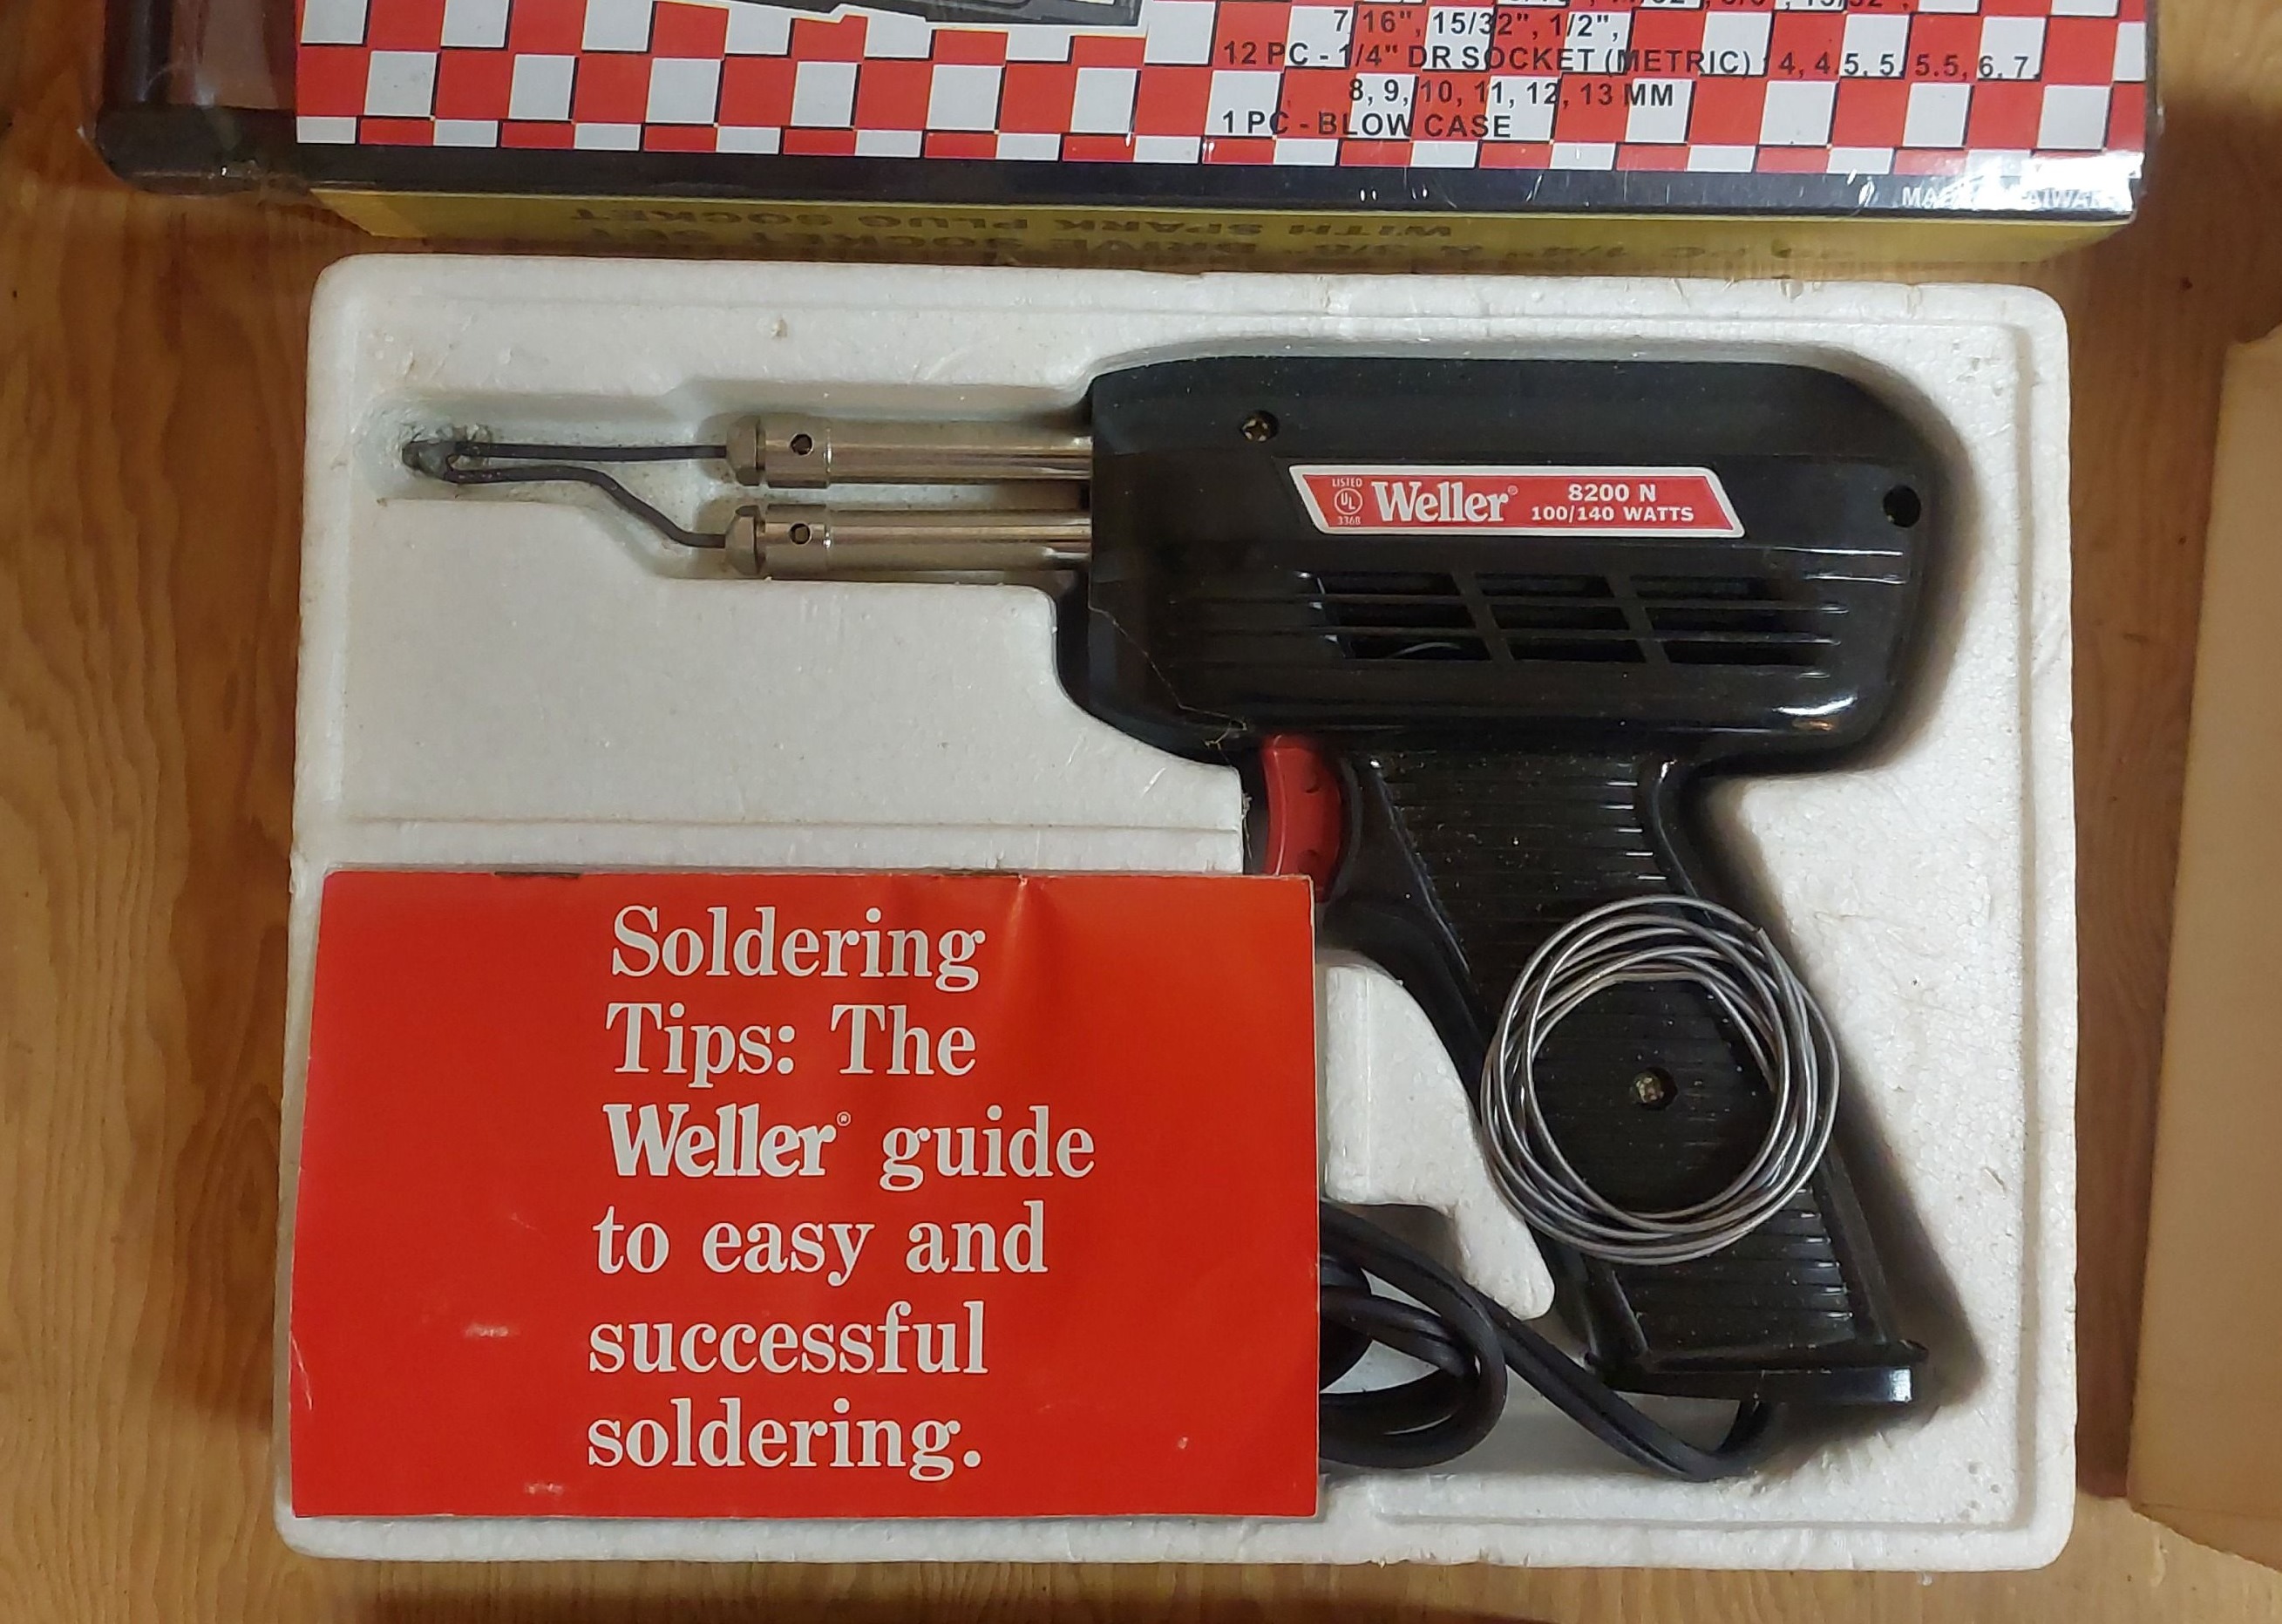 7/16", 15/32", 1/2",
12 PC - 1/4" DR SOCKET (METRIC) 4, 4.5, 5, 5.5, 6, 7,
8, 9, 10, 11, 12, 13 MM
1 PC - BLOW CASE
WITH SPARK PLUG SOCKET
LISTED
UL
336B
Weller®
8200 N
100/140 WATTS
Soldering
Tips: The
Weller® guide
to easy and
successful
soldering.